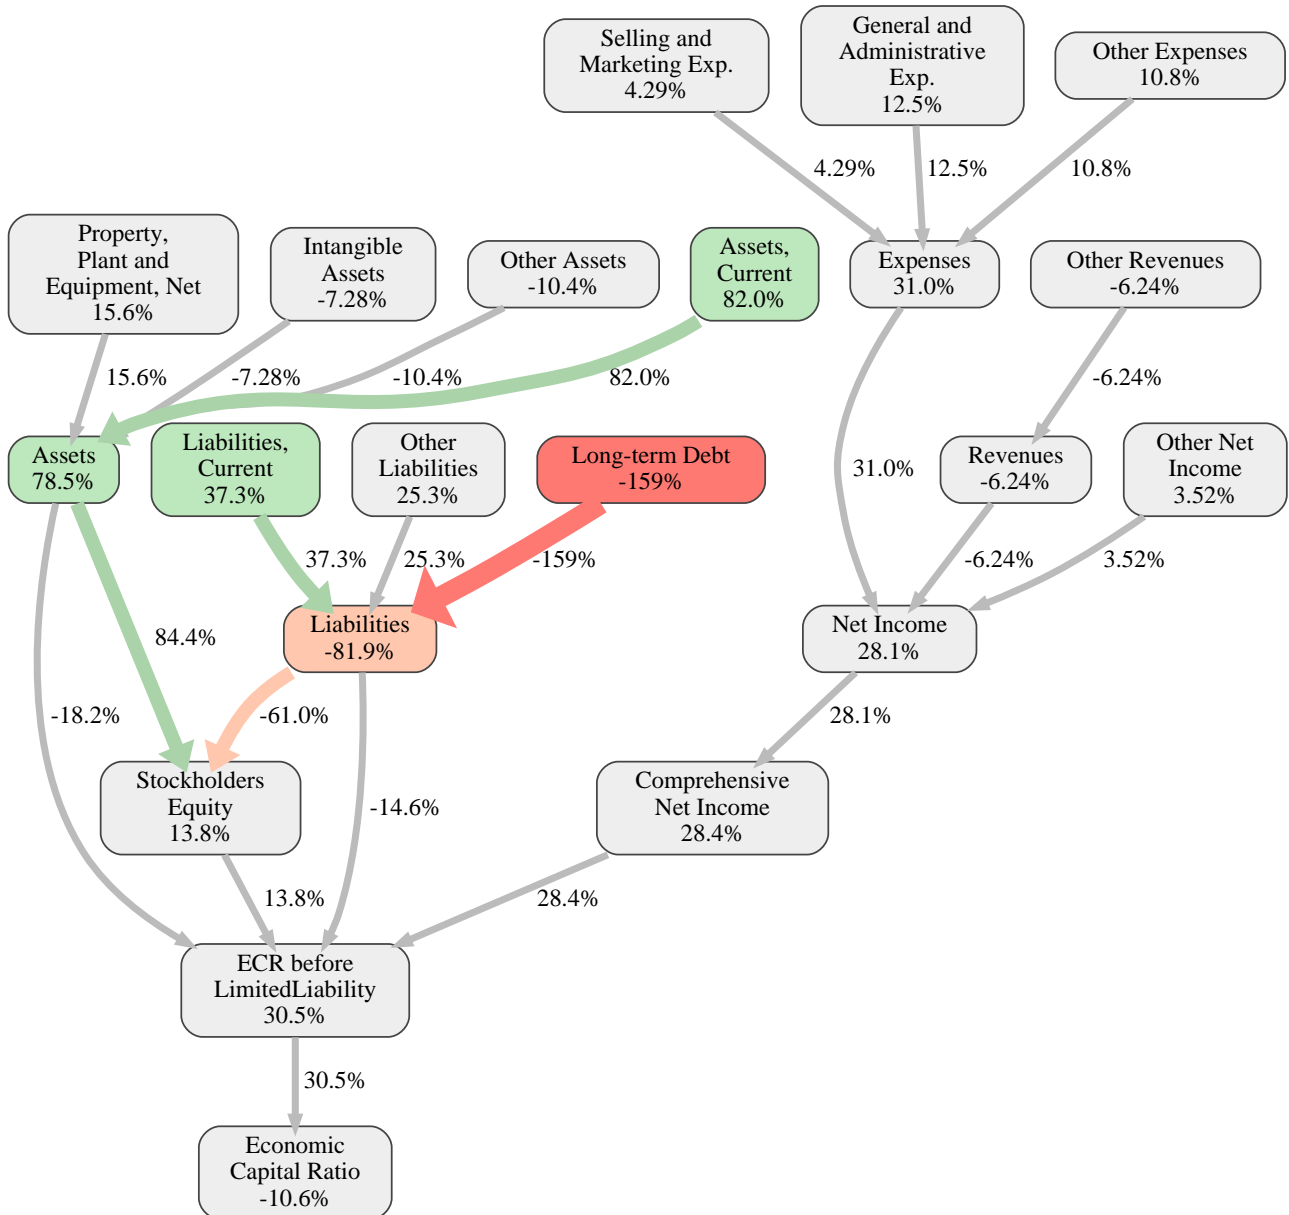 Selling and
Marketing Exp.
4.29%
General and
Administrative
Exp.
12.5%
Other Expenses
10.8%
4.29%
12.5%
10.8%
Property,
Plant and
Equipment, Net
15.6%
Intangible
Assets
-7.28%
Other Assets
-10.4%
Assets,
Current
82.0%
Expenses
31.0%
Other Revenues
-6.24%
15.6%
-7.28%
-10.4%
82.0%
-6.24%
Assets
78.5%
Liabilities,
Current
37.3%
Other
Liabilities
25.3%
Long-term Debt
-159%
31.0%
Revenues
-6.24%
Other Net
Income
3.52%
37.3%
25.3%
-159%
-6.24%
3.52%
84.4%
Liabilities
-81.9%
Net Income
28.1%
-18.2%
-61.0%
28.1%
Stockholders
Equity
13.8%
-14.6%
Comprehensive
Net Income
28.4%
13.8%
28.4%
ECR before
LimitedLiability
30.5%
30.5%
Economic
Capital Ratio
-10.6%